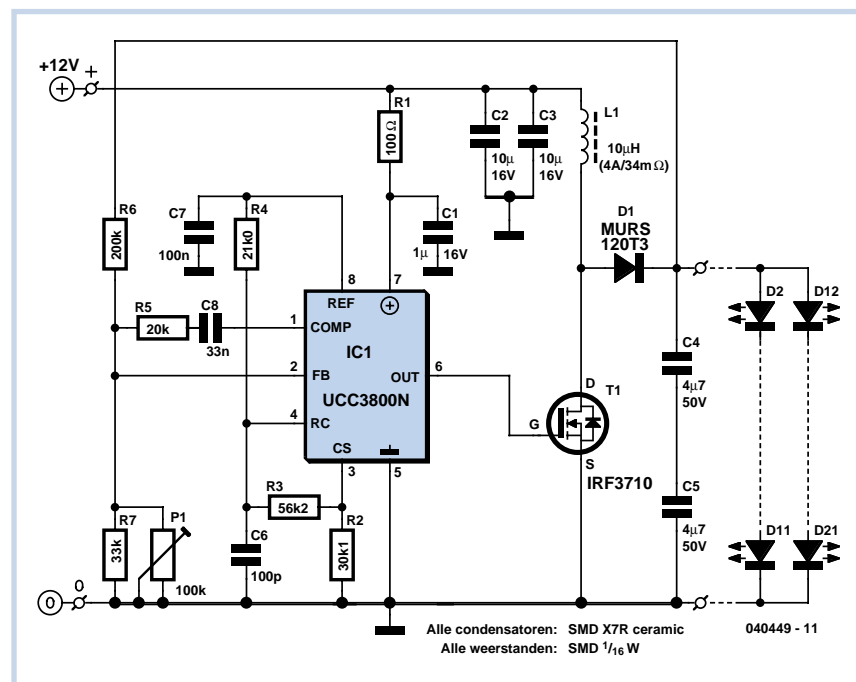 +12V
+
R1
100Ω
C2
10μ
16V
C3
10μ
16V
L1
10μH
(4A/34mΩ)
R6
200k
C7
100n
R4
21k0
C1
1μ
16V
D1
MURS
120T3
8
7
REF
R5
20k
C8
33n
1
COMP
IC1
2
FB
OUT
6
UCC3800N
4
RC
CS
3
5
D2
D12
C4
4μ7
50V
D
T1
G
S
IRF3710
R3
56k2
R7
33k
P1
100k
C6
100p
R2
30k1
C5
4μ7
50V
D11
D21
0
0
Alle condensatoren: SMD X7R ceramic
040449 - 11
Alle weerstanden: SMD 1/16 W